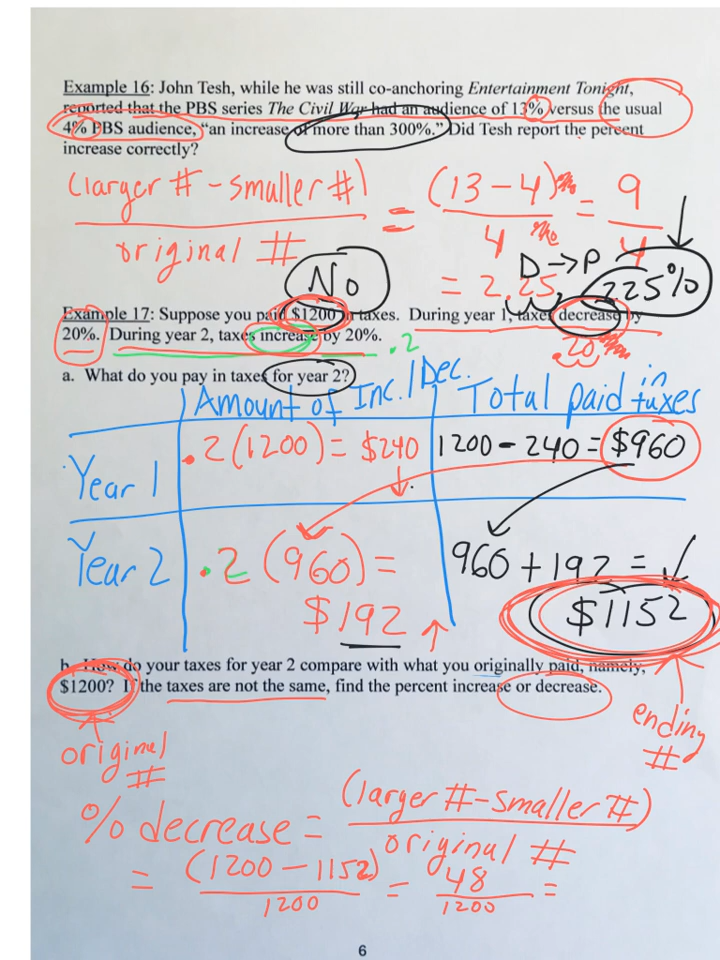 Example 16: John Tesh, while he was still co-anchoring Entertainment Tonight,
reported that the PBS series The Civil War had an audience of 13% versus the usual
4% PBS audience, "an increase of more than 300%." Did Tesh report the percent
increase correctly?
(larger # - smaller #) / original # = (13 - 4)% / 4% = 9 / 4
No
D → P
= 2.25, 225%
Example 17: Suppose you paid $1200 in taxes. During year 1, taxes decrease by
20%. During year 2, taxes increase by 20%.
.2
20%
a. What do you pay in taxes for year 2?
Amount of Inc./Dec. Total paid in taxes
Year 1 .2(1200) = $240 1200 - 240 = $960
Year 2 .2(960) = $192 960 + 192 = $1152
b. How do your taxes for year 2 compare with what you originally paid, namely,
$1200? If the taxes are not the same, find the percent increase or decrease.
original #
ending #
% decrease = (larger # - smaller #) / original #
= (1200 - 1152) / 1200 = 48 / 1200 =
6